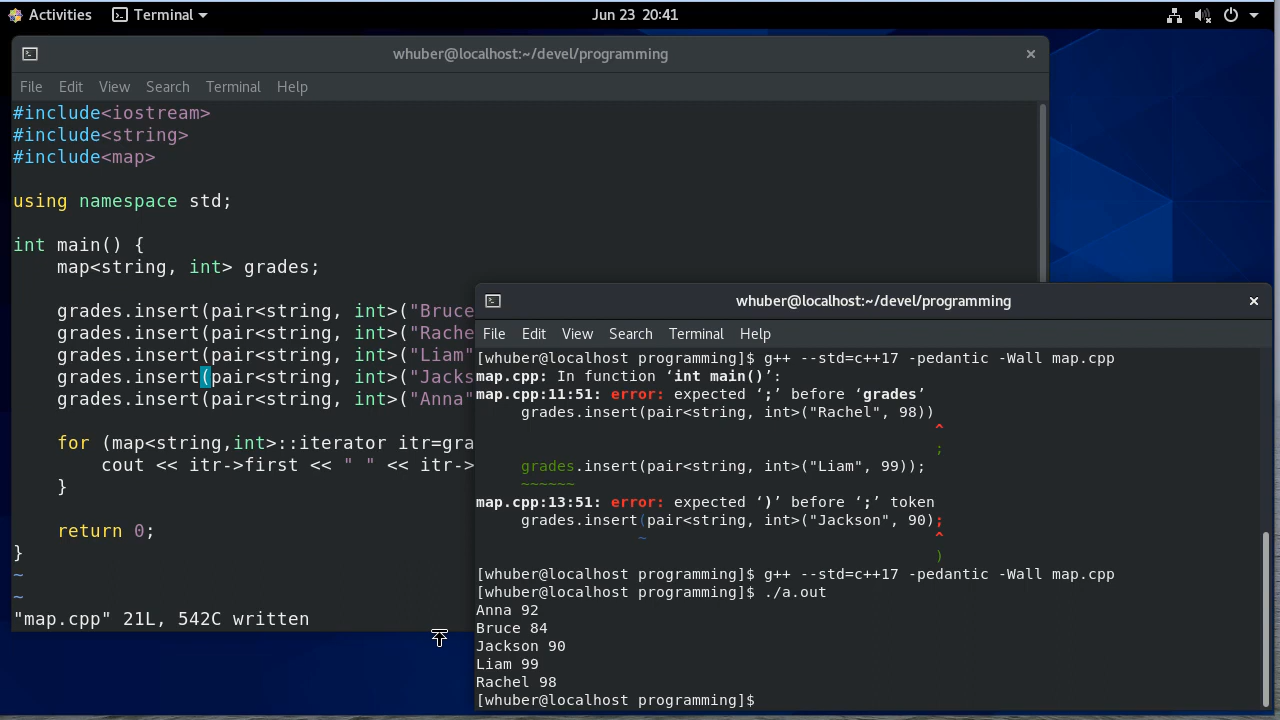 Activities Terminal Jun 23 20:41
whuber@localhost:~/devel/programming
File Edit View Search Terminal Help
#include<iostream>
#include<string>
#include<map>
using namespace std;
int main() {
map<string, int> grades;
grades.insert(pair<string, int>("Bruce
grades.insert(pair<string, int>("Rache
grades.insert(pair<string, int>("Liam"
grades.insert(pair<string, int>("Jacks
grades.insert(pair<string, int>("Anna"
for (map<string,int>::iterator itr=gra
cout << itr->first << " " << itr->
}
return 0;
}
~
~
"map.cpp" 21L, 542C written
whuber@localhost:~/devel/programming
File Edit View Search Terminal Help
[whuber@localhost programming]$ g++ --std=c++17 -pedantic -Wall map.cpp
map.cpp: In function ‘int main()’:
map.cpp:11:51: error: expected ‘;’ before ‘grades’
grades.insert(pair<string, int>("Rachel", 98))
^
;
grades.insert(pair<string, int>("Liam", 99));
~~~~~~
map.cpp:13:51: error: expected ‘)’ before ‘;’ token
grades.insert(pair<string, int>("Jackson", 90);
~ ^
)
[whuber@localhost programming]$ g++ --std=c++17 -pedantic -Wall map.cpp
[whuber@localhost programming]$ ./a.out
Anna 92
Bruce 84
Jackson 90
Liam 99
Rachel 98
[whuber@localhost programming]$